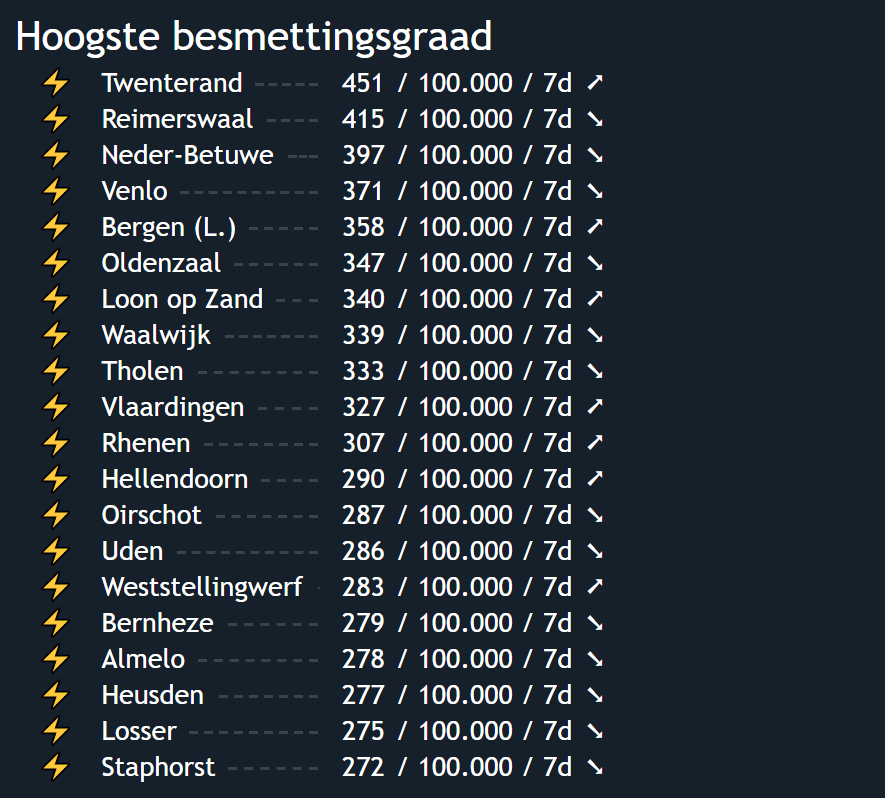 Hoogste besmettingsgraad
⚡ Twenterand ----- 451 / 100.000 / 7d ➚
⚡ Reimerswaal ---- 415 / 100.000 / 7d ➘
⚡ Neder-Betuwe --- 397 / 100.000 / 7d ➘
⚡ Venlo ---------- 371 / 100.000 / 7d ➘
⚡ Bergen (L.) ----- 358 / 100.000 / 7d ➚
⚡ Oldenzaal ------ 347 / 100.000 / 7d ➘
⚡ Loon op Zand --- 340 / 100.000 / 7d ➚
⚡ Waalwijk ------- 339 / 100.000 / 7d ➘
⚡ Tholen --------- 333 / 100.000 / 7d ➘
⚡ Vlaardingen ---- 327 / 100.000 / 7d ➚
⚡ Rhenen -------- 307 / 100.000 / 7d ➚
⚡ Hellendoorn ---- 290 / 100.000 / 7d ➚
⚡ Oirschot ------- 287 / 100.000 / 7d ➘
⚡ Uden ---------- 286 / 100.000 / 7d ➘
⚡ Weststellingwerf - 283 / 100.000 / 7d ➚
⚡ Bernheze ------ 279 / 100.000 / 7d ➘
⚡ Almelo --------- 278 / 100.000 / 7d ➘
⚡ Heusden ------- 277 / 100.000 / 7d ➘
⚡ Losser --------- 275 / 100.000 / 7d ➘
⚡ Staphorst ------ 272 / 100.000 / 7d ➘